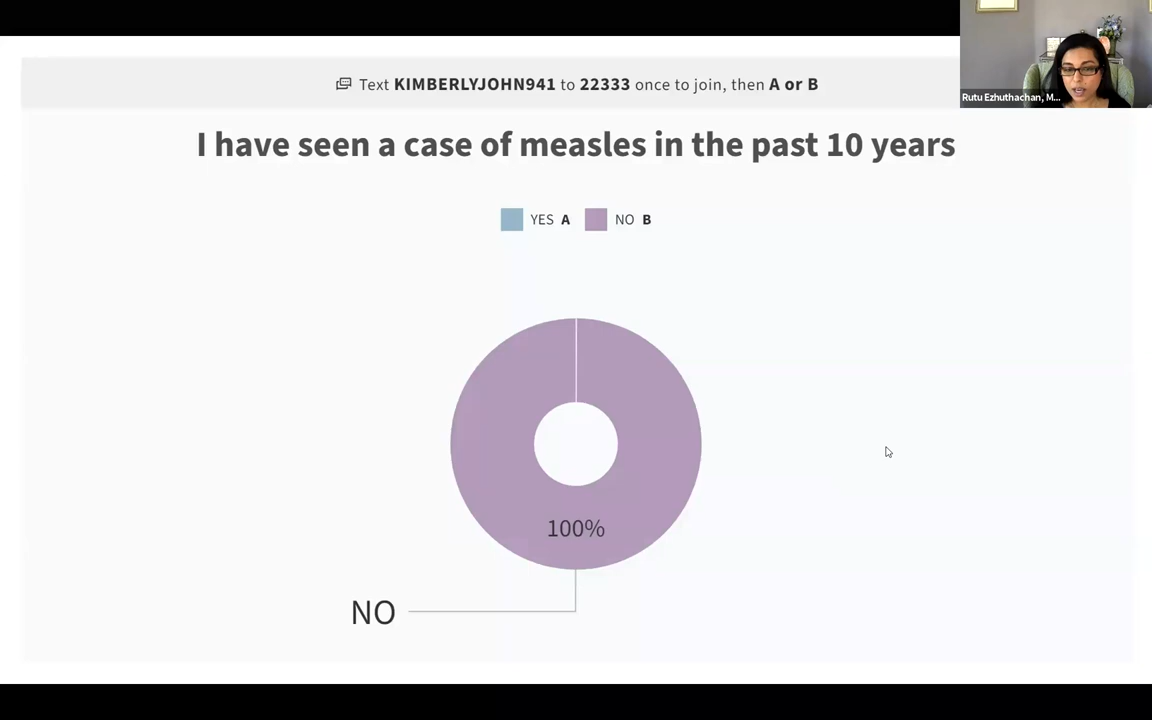 Text KIMBERLYJOHN941 to 22333 once to join, then A or B
Rutu Ezhuthachan, M...
I have seen a case of measles in the past 10 years
YES A NO B
100%
NO